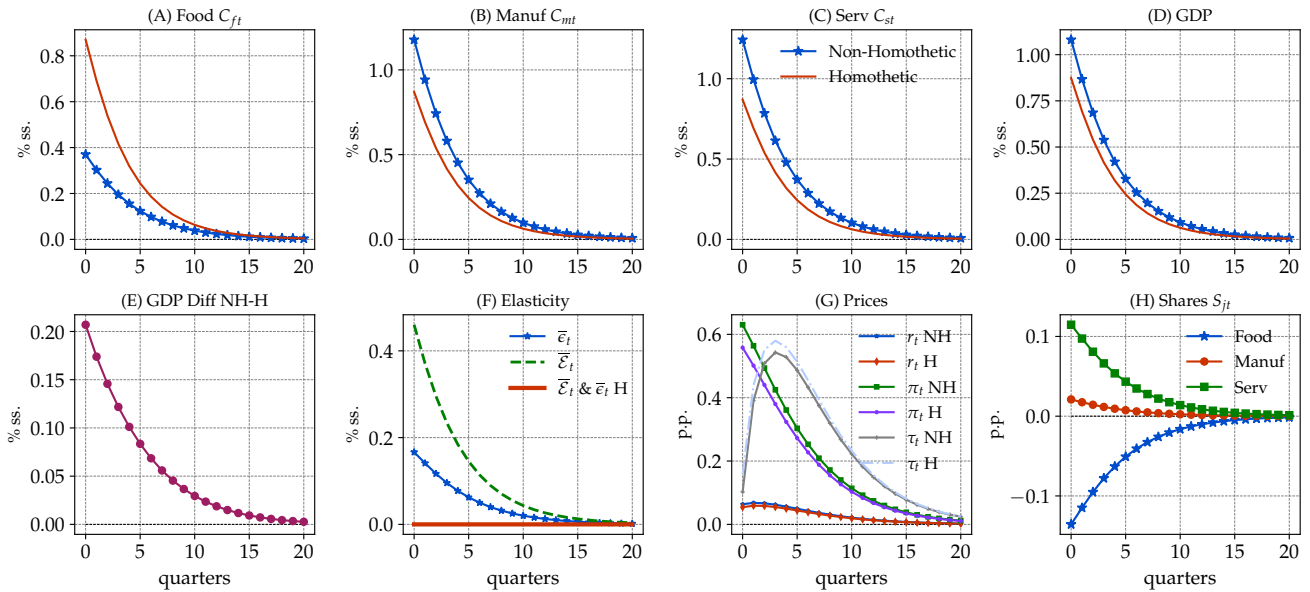 (A) Food C_ft
(B) Manuf C_mt
(C) Serv C_st
(D) GDP
% ss.
0.8
0.6
0.4
0.2
0.0
0 5 10 15 20
% ss.
1.0
0.5
0.0
0 5 10 15 20
% ss.
1.0
0.5
0.0
0 5 10 15 20
Non-Homothetic
Homothetic
% ss.
1.00
0.75
0.50
0.25
0.00
0 5 10 15 20
(E) GDP Diff NH-H
(F) Elasticity
(G) Prices
(H) Shares S_jt
% ss.
0.20
0.15
0.10
0.05
0.00
0 5 10 15 20
quarters
% ss.
0.4
0.2
0.0
0 5 10 15 20
quarters
ϵ̅_t
ℰ̅_t
ℰ̅_t & ϵ̅_t H
p.p.
0.6
0.4
0.2
0.0
0 5 10 15 20
quarters
r_t NH
r_t H
π_t NH
π_t H
τ_t NH
τ_t H
p.p.
0.1
0.0
−0.1
0 5 10 15 20
quarters
Food
Manuf
Serv